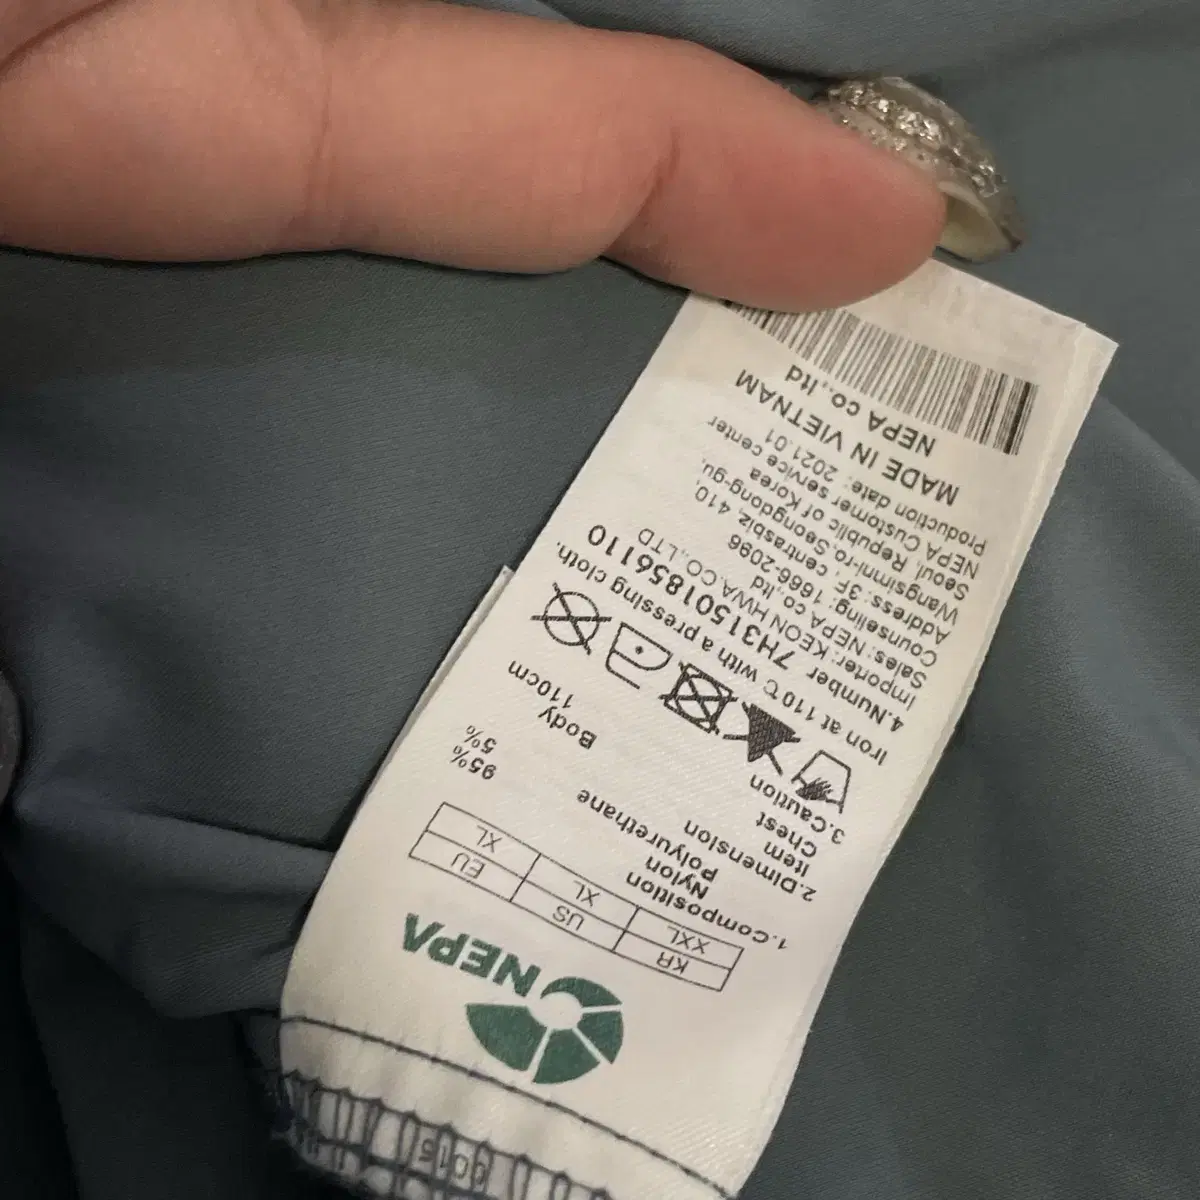 NEPA
KR US EU
XXL XL XL
1.Composition
Nylon 95%
Polyurethane 5%
2.Dimension
Item Body
Chest 110cm
3.Caution
Iron at 110℃ with a pressing cloth.
4.Number 7H31501856110
Importer: KEON HWA. CO., LTD
Sales: NEPA co.,ltd
Counseling: 1666-2096
Address: 3F, centrasbiz, 410,
Wangsimni-ro, Seongdong-gu,
Seoul, Republic of Korea
NEPA Customer service center
Production date: 2021.01
MADE IN VIETNAM
NEPA co.,ltd